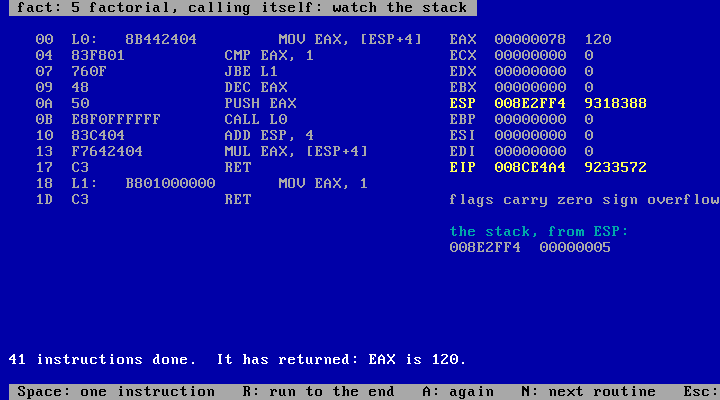 fact: 5 factorial, calling itself: watch the stack
00 L0: 8B442404 MOV EAX, [ESP+4] EAX 00000078 120
04 83F801 CMP EAX, 1 ECX 00000000 0
07 760F JBE L1 EDX 00000000 0
09 48 DEC EAX EBX 00000000 0
0A 50 PUSH EAX ESP 008E2FF4 9318388
0B E8F0FFFFFF CALL L0 EBP 00000000 0
10 83C404 ADD ESP, 4 ESI 00000000 0
13 F7642404 MUL EAX, [ESP+4] EDI 00000000 0
17 C3 RET EIP 008CE4A4 9233572
18 L1: B801000000 MOV EAX, 1
1D C3 RET flags carry zero sign overflow
the stack, from ESP:
008E2FF4 00000005
41 instructions done. It has returned: EAX is 120.
Space: one instruction R: run to the end A: again N: next routine Esc: